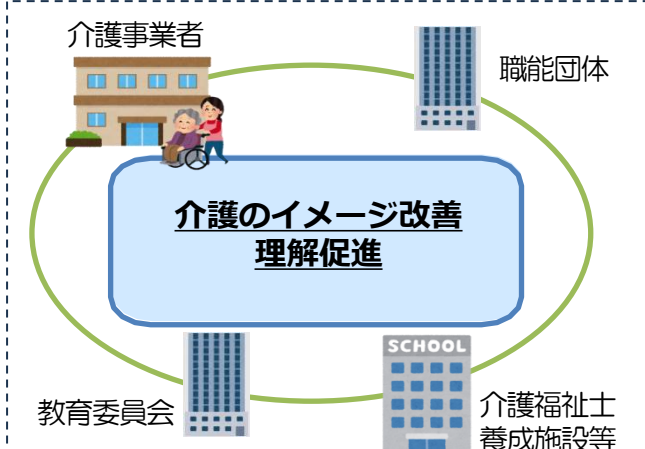 介護事業者
職能団体
介護のイメージ改善
理解促進
SCHOOL
教育委員会
介護福祉士
養成施設等